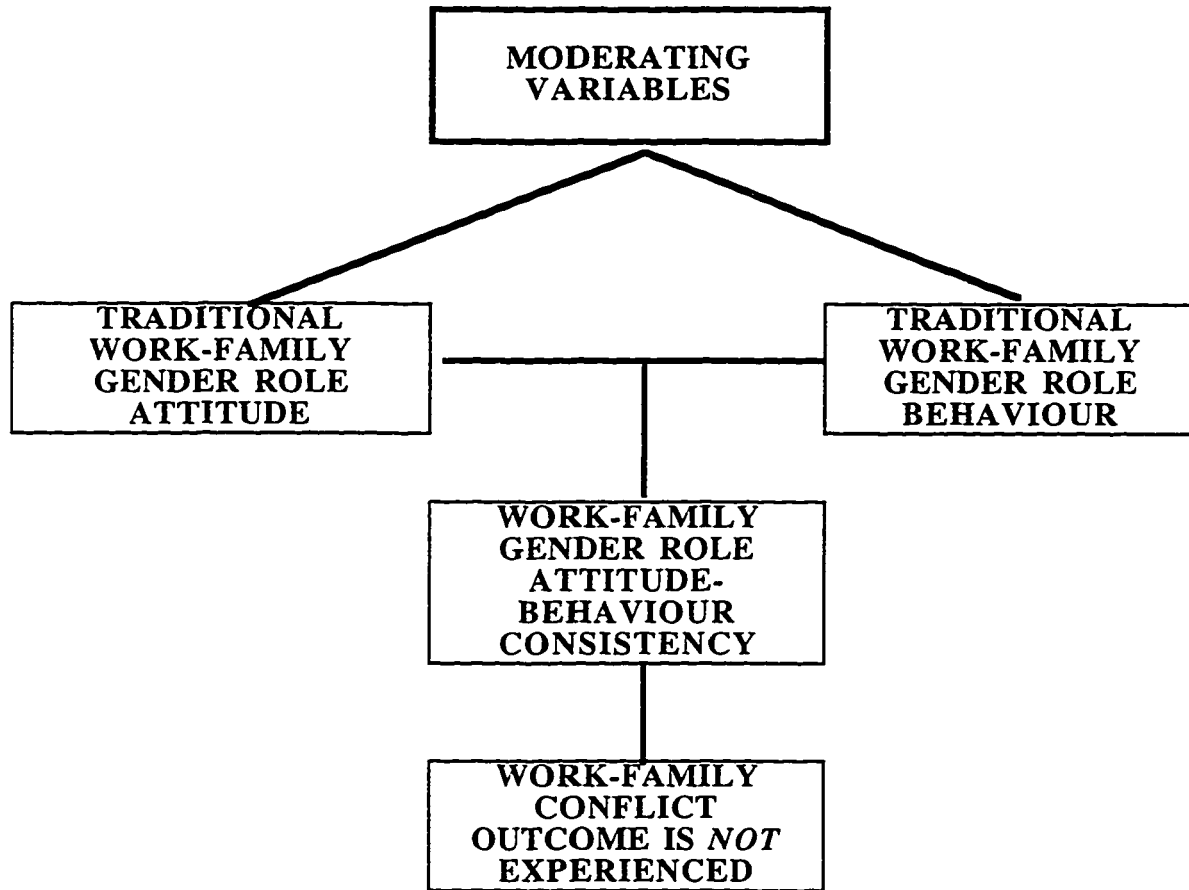 MODERATING
VARIABLES
TRADITIONAL
WORK-FAMILY
GENDER ROLE
ATTITUDE
TRADITIONAL
WORK-FAMILY
GENDER ROLE
BEHAVIOUR
WORK-FAMILY
GENDER ROLE
ATTITUDE-
BEHAVIOUR
CONSISTENCY
WORK-FAMILY
CONFLICT
OUTCOME IS NOT
EXPERIENCED